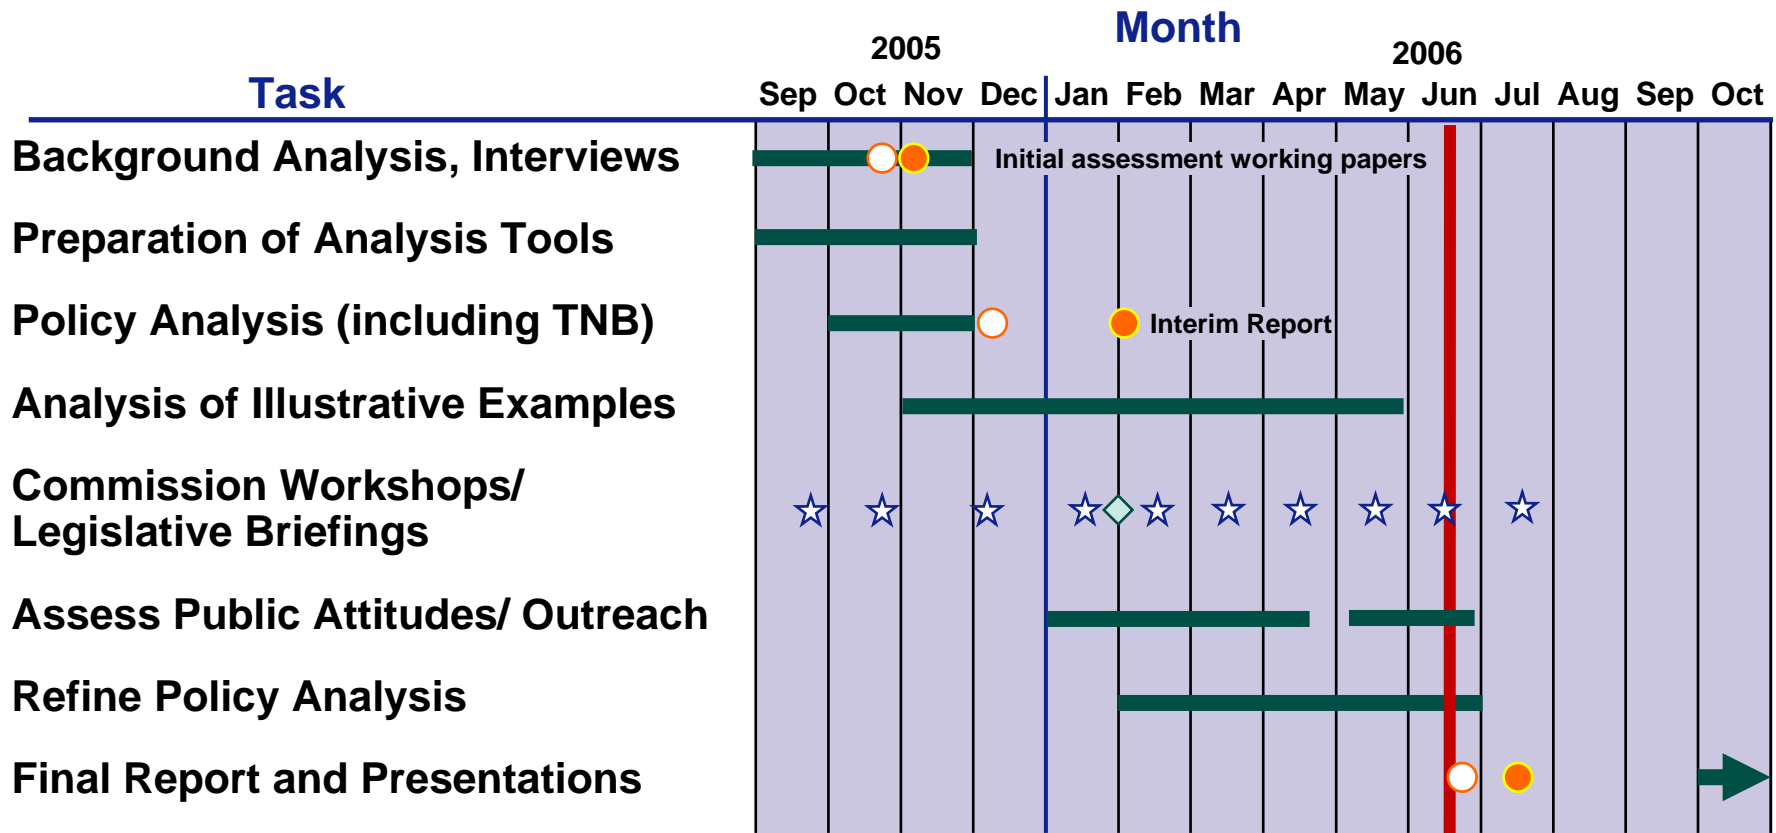 Month
2005 2006
Task Sep Oct Nov Dec Jan Feb Mar Apr May Jun Jul Aug Sep Oct
Background Analysis, Interviews Initial assessment working papers
Preparation of Analysis Tools
Policy Analysis (including TNB) Interim Report
Analysis of Illustrative Examples
Commission Workshops/
Legislative Briefings
Assess Public Attitudes/ Outreach
Refine Policy Analysis
Final Report and Presentations